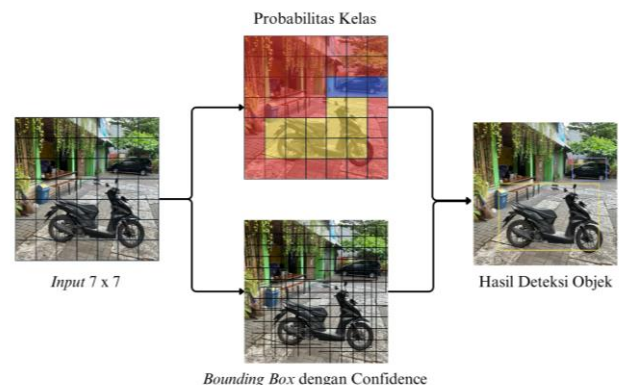 Probabilitas Kelas
Input 7 x 7
Hasil Deteksi Objek
Bounding Box dengan Confidence